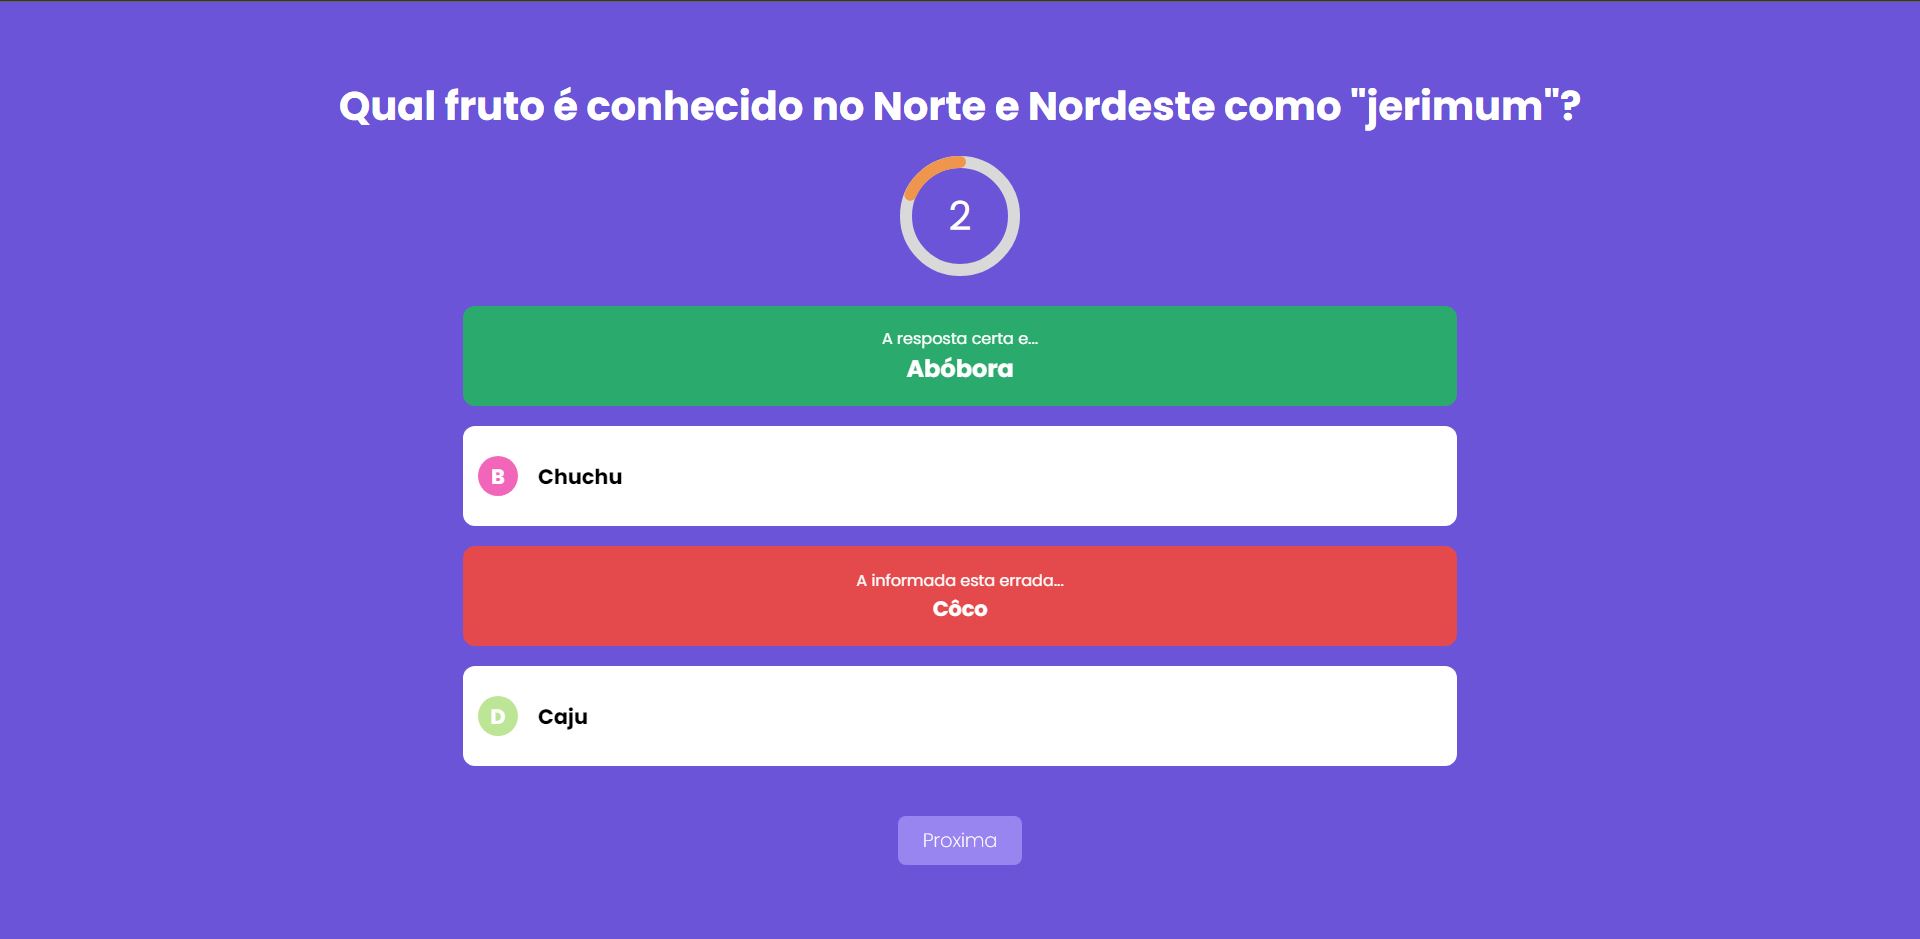 Qual fruto é conhecido no Norte e Nordeste como "jerimum"?
2
A resposta certa e...
Abóbora
B Chuchu
A informada esta errada...
Côco
D Caju
Proxima